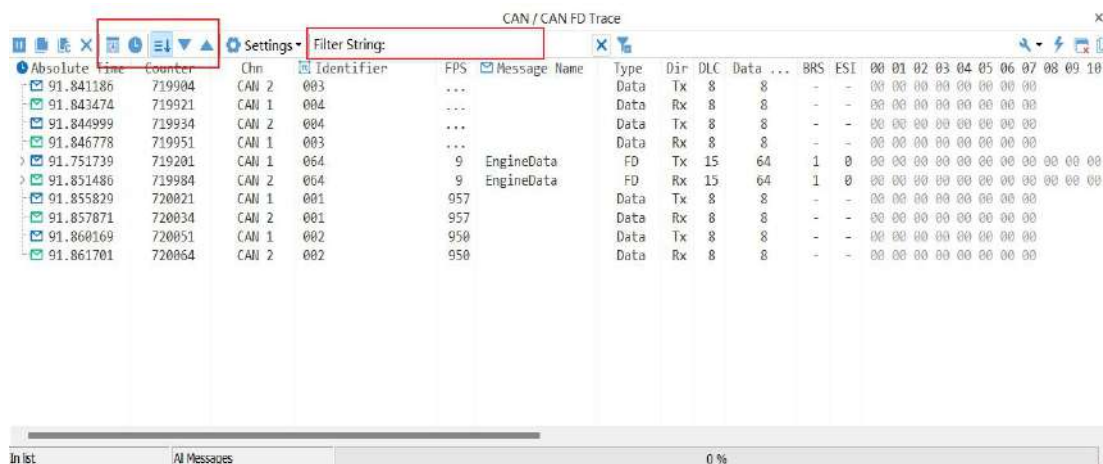 CAN / CAN FD Trace
Settings Filter String:
Absolute Time Counter Chn Identifier FPS Message Name Type Dir DLC Data ... BRS ESI 00 01 02 03 04 05 06 07 08 09 10
91.841186 719904 CAN 2 003 ... Data Tx 8 8 - - 00 00 00 00 00 00 00 00
91.843474 719921 CAN 1 004 ... Data Rx 8 8 - - 00 00 00 00 00 00 00 00
91.844999 719934 CAN 2 004 ... Data Tx 8 8 - - 00 00 00 00 00 00 00 00
91.846778 719951 CAN 1 003 ... Data Rx 8 8 - - 00 00 00 00 00 00 00 00
91.751739 719201 CAN 1 064 9 EngineData FD Tx 15 64 1 0 00 00 00 00 00 00 00 00 00 00 00
91.851486 719984 CAN 2 064 9 EngineData FD Rx 15 64 1 0 00 00 00 00 00 00 00 00 00 00 00
91.855829 720021 CAN 1 001 957 Data Tx 8 8 - - 00 00 00 00 00 00 00 00
91.857871 720034 CAN 2 001 957 Data Rx 8 8 - - 00 00 00 00 00 00 00 00
91.860169 720051 CAN 1 002 950 Data Tx 8 8 - - 00 00 00 00 00 00 00 00
91.861701 720064 CAN 2 002 950 Data Rx 8 8 - - 00 00 00 00 00 00 00 00
In list All Messages 0 %